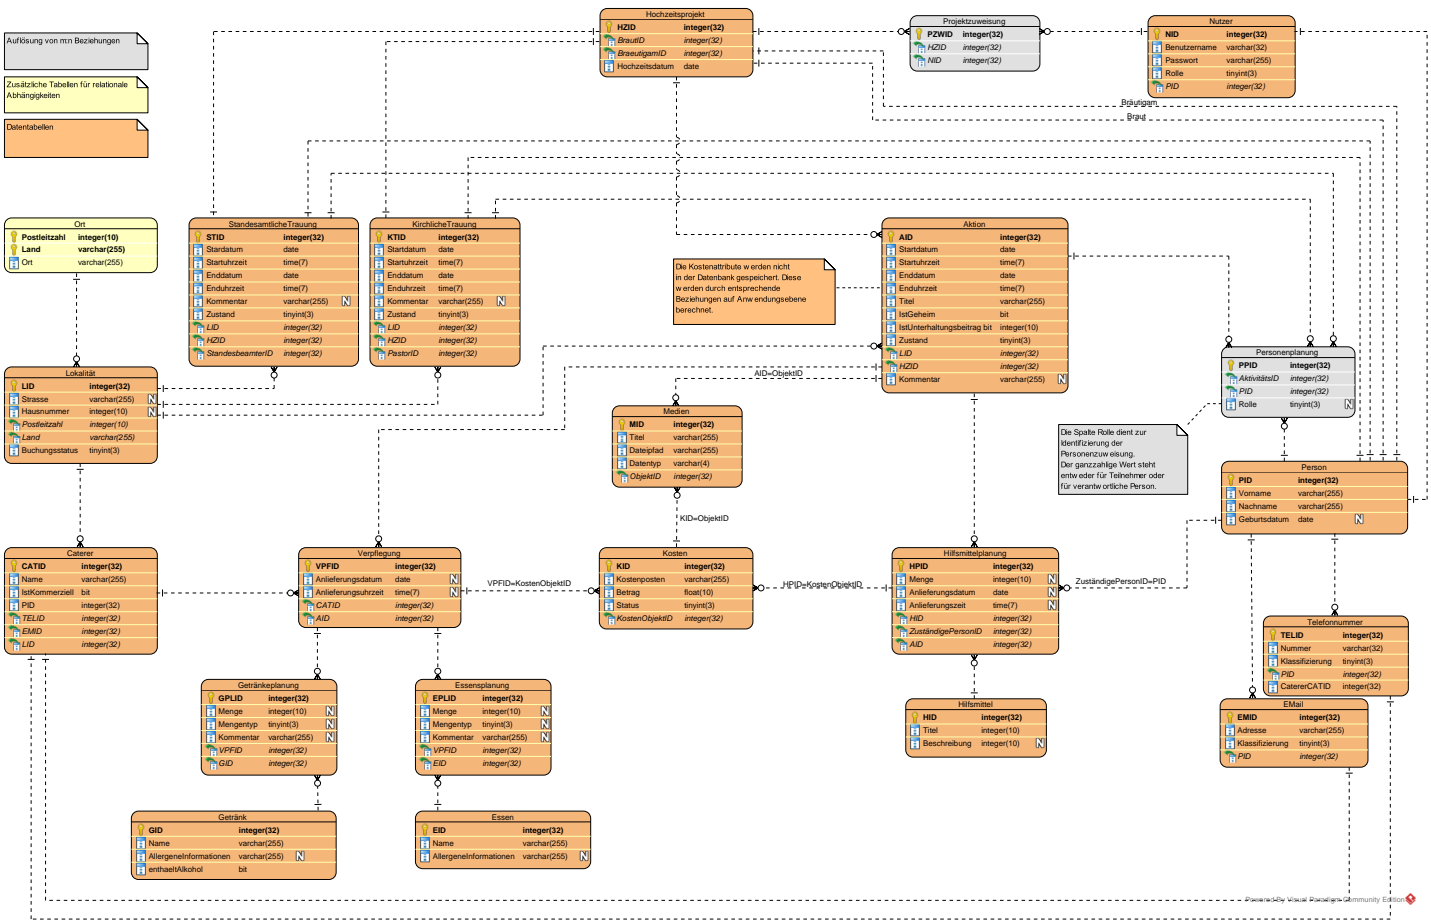 Auflösung von m:n Beziehungen
Zusätzliche Tabellen für relationale
Abhängigkeiten
Datentabellen
Hochzeitsprojekt
HZID integer(32)
BrautID integer(32)
BraeutigamID integer(32)
Hochzeitsdatum date
Projektzuweisung
PZWID integer(32)
HZID integer(32)
NID integer(32)
Nutzer
NID integer(32)
Benutzername varchar(32)
Passwort varchar(255)
Rolle tinyint(3)
PID integer(32)
Bräutigam
Braut
Ort
Postleitzahl integer(10)
Land varchar(255)
Ort varchar(255)
StandesamtlicheTrauung
STID integer(32)
Stardatum date
Startuhrzeit time(7)
Enddatum date
Enduhrzeit time(7)
Kommentar varchar(255) N
Zustand tinyint(3)
LID integer(32)
HZID integer(32)
StandesbeamterID integer(32)
KirchlicheTrauung
KTID integer(32)
Startdatum date
Startuhrzeit time(7)
Enddatum date
Enduhrzeit time(7)
Kommentar varchar(255) N
Zustand tinyint(3)
LID integer(32)
HZID integer(32)
PastorID integer(32)
Die Kostenattribute werden nicht
in der Datenbank gespeichert. Diese
werden durch entsprechende
Beziehungen auf Anwendungsebene
berechnet.
Aktion
AID integer(32)
Startdatum date
Startuhrzeit time(7)
Enddatum date
Enduhrzeit time(7)
Titel varchar(255)
IstGeheim bit
IstUnterhaltungsbeitrag bit integer(10)
Zustand tinyint(3)
LID integer(32)
HZID integer(32)
Kommentar varchar(255) N
Personenplanung
PPID integer(32)
AktivitätsID integer(32)
PID integer(32)
Rolle tinyint(3) N
Lokalität
LID integer(32)
Strasse varchar(255) N
Hausnummer integer(10) N
Postleitzahl integer(10)
Land varchar(255)
Buchungsstatus tinyint(3)
AID=ObjektID
Medien
MID integer(32)
Titel varchar(255)
Dateipfad varchar(255)
Datentyp varchar(4)
ObjektID integer(32)
KID=ObjektID
Die Spalte Rolle dient zur
Identifizierung der
Personenzuweisung.
Der ganzzahlige Wert steht
entweder für Teilnehmer oder
für verantwortliche Person.
Person
PID integer(32)
Vorname varchar(255)
Nachname varchar(255)
Geburtsdatum date N
Caterer
CATID integer(32)
Name varchar(255)
IstKommerziell bit
PID integer(32)
TELID integer(32)
EMID integer(32)
LID integer(32)
Verpflegung
VPFID integer(32)
Anlieferungsdatum date N
Anlieferungsuhrzeit time(7) N
CATID integer(32)
AID integer(32)
VPFID=KostenObjektID
Kosten
KID integer(32)
Kostenposten varchar(255)
Betrag float(10)
Status tinyint(3)
KostenObjektID integer(32)
HPID=KostenObjektID
Hilfsmittelplanung
HPID integer(32)
Menge integer(10) N
Anlieferungsdatum date N
Anlieferungszeit time(7) N
HID integer(32)
ZuständigePersonID integer(32)
AID integer(32)
ZuständigePersonID=PID
Telefonnummer
TELID integer(32)
Nummer varchar(32)
Klassifizierung tinyint(3)
PID integer(32)
CatererCATID integer(32)
Getränkeplanung
GPLID integer(32)
Menge integer(10) N
Mengentyp tinyint(3) N
Kommentar varchar(255) N
VPFID integer(32)
GID integer(32)
Essensplanung
EPLID integer(32)
Menge integer(10) N
Mengentyp tinyint(3) N
Kommentar varchar(255) N
VPFID integer(32)
EID integer(32)
Hilfsmittel
HID integer(32)
Titel integer(10)
Beschreibung integer(10) N
EMail
EMID integer(32)
Adresse varchar(255)
Klassifizierung tinyint(3)
PID integer(32)
Getränk
GID integer(32)
Name varchar(255)
AllergeneInformationen varchar(255) N
enthaeltAlkohol bit
Essen
EID integer(32)
Name varchar(255)
AllergeneInformationen varchar(255) N
Powered By Visual Paradigm Community Edition